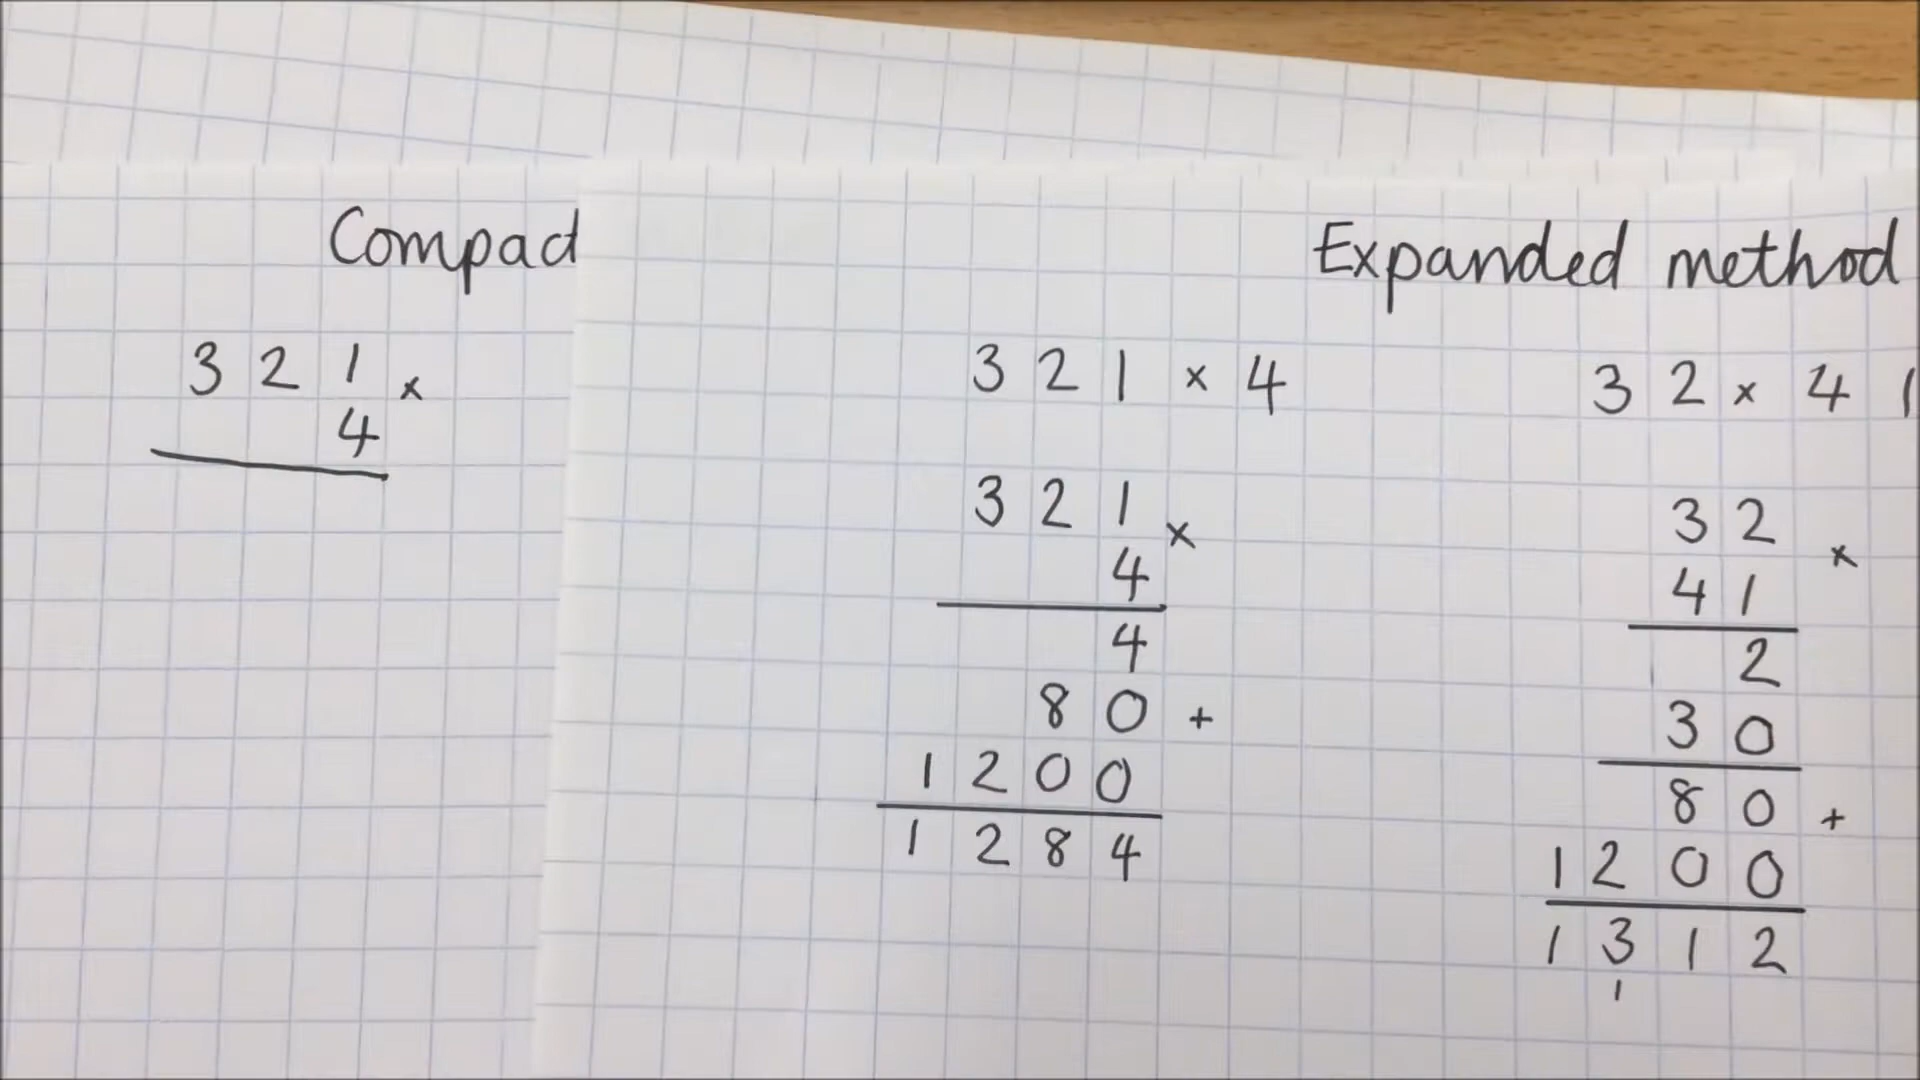 Compac
3 2 1 x
4
Expanded method
3 2 1 x 4
3 2 1 x
4
4
8 0 +
1 2 0 0
1 2 8 4
3 2 x 4 1
3 2 x
4 1
2
3 0
8 0 +
1 2 0 0
1 3 1 2
1